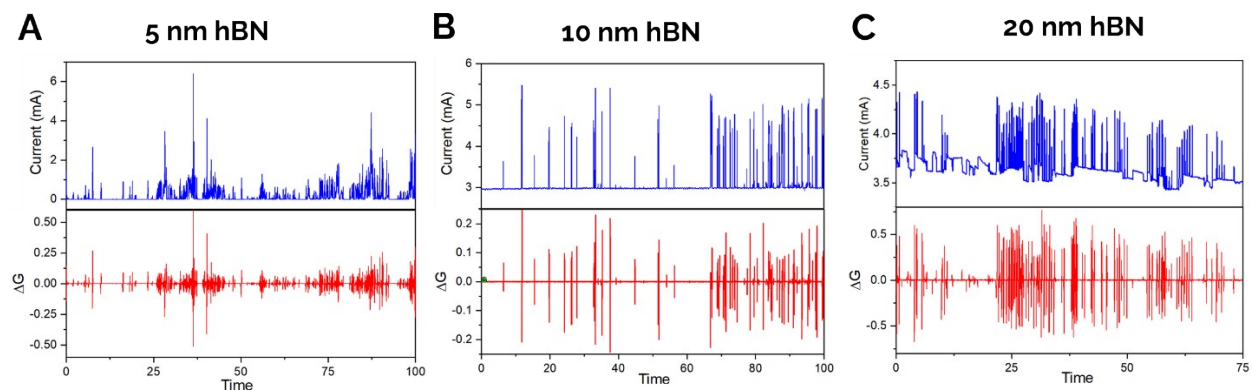 A 5 nm hBN
6
4
2
0
Current (mA)
0.50
0.25
0.00
-0.25
-0.50
ΔG
0 25 50 75 100
Time
B 10 nm hBN
6
5
4
3
Current (mA)
0.2
0.1
0.0
-0.1
-0.2
ΔG
0 20 40 60 80 100
Time
C 20 nm hBN
4.5
4.0
3.5
Current (mA)
0.5
0.0
-0.5
ΔG
0 25 50 75
Time